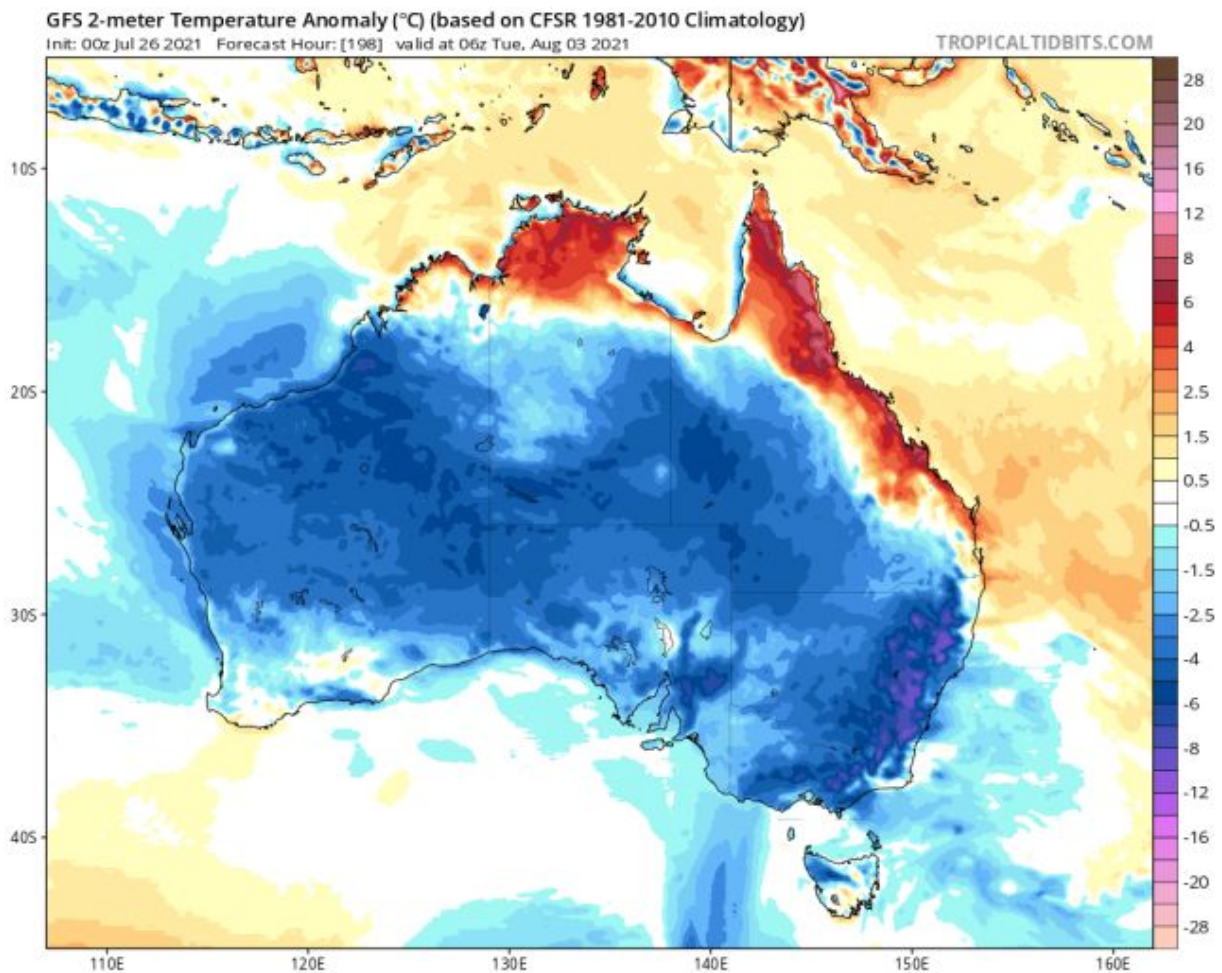 GFS 2-meter Temperature Anomaly (°C) (based on CFSR 1981-2010 Climatology)
Init: 00z Jul 26 2021 Forecast Hour: [198] valid at 06z Tue, Aug 03 2021 TROPICALTIDBITS.COM
28
20
16
12
8
6
4
2.5
1.5
0.5
-0.5
-1.5
-2.5
-4
-6
-8
-12
-16
-20
-28
10S
20S
30S
40S
110E 120E 130E 140E 150E 160E